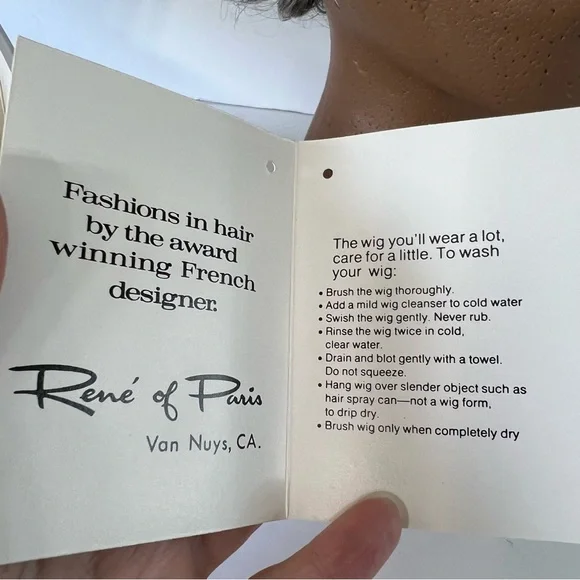 Fashions in hair
by the award
winning French
designer.
René of Paris
Van Nuys, CA.
The wig you'll wear a lot,
care for a little. To wash
your wig:
• Brush the wig thoroughly.
• Add a mild wig cleanser to cold water
• Swish the wig gently. Never rub.
• Rinse the wig twice in cold,
clear water.
• Drain and blot gently with a towel.
Do not squeeze.
• Hang wig over slender object such as
hair spray can—not a wig form,
to drip dry.
• Brush wig only when completely dry